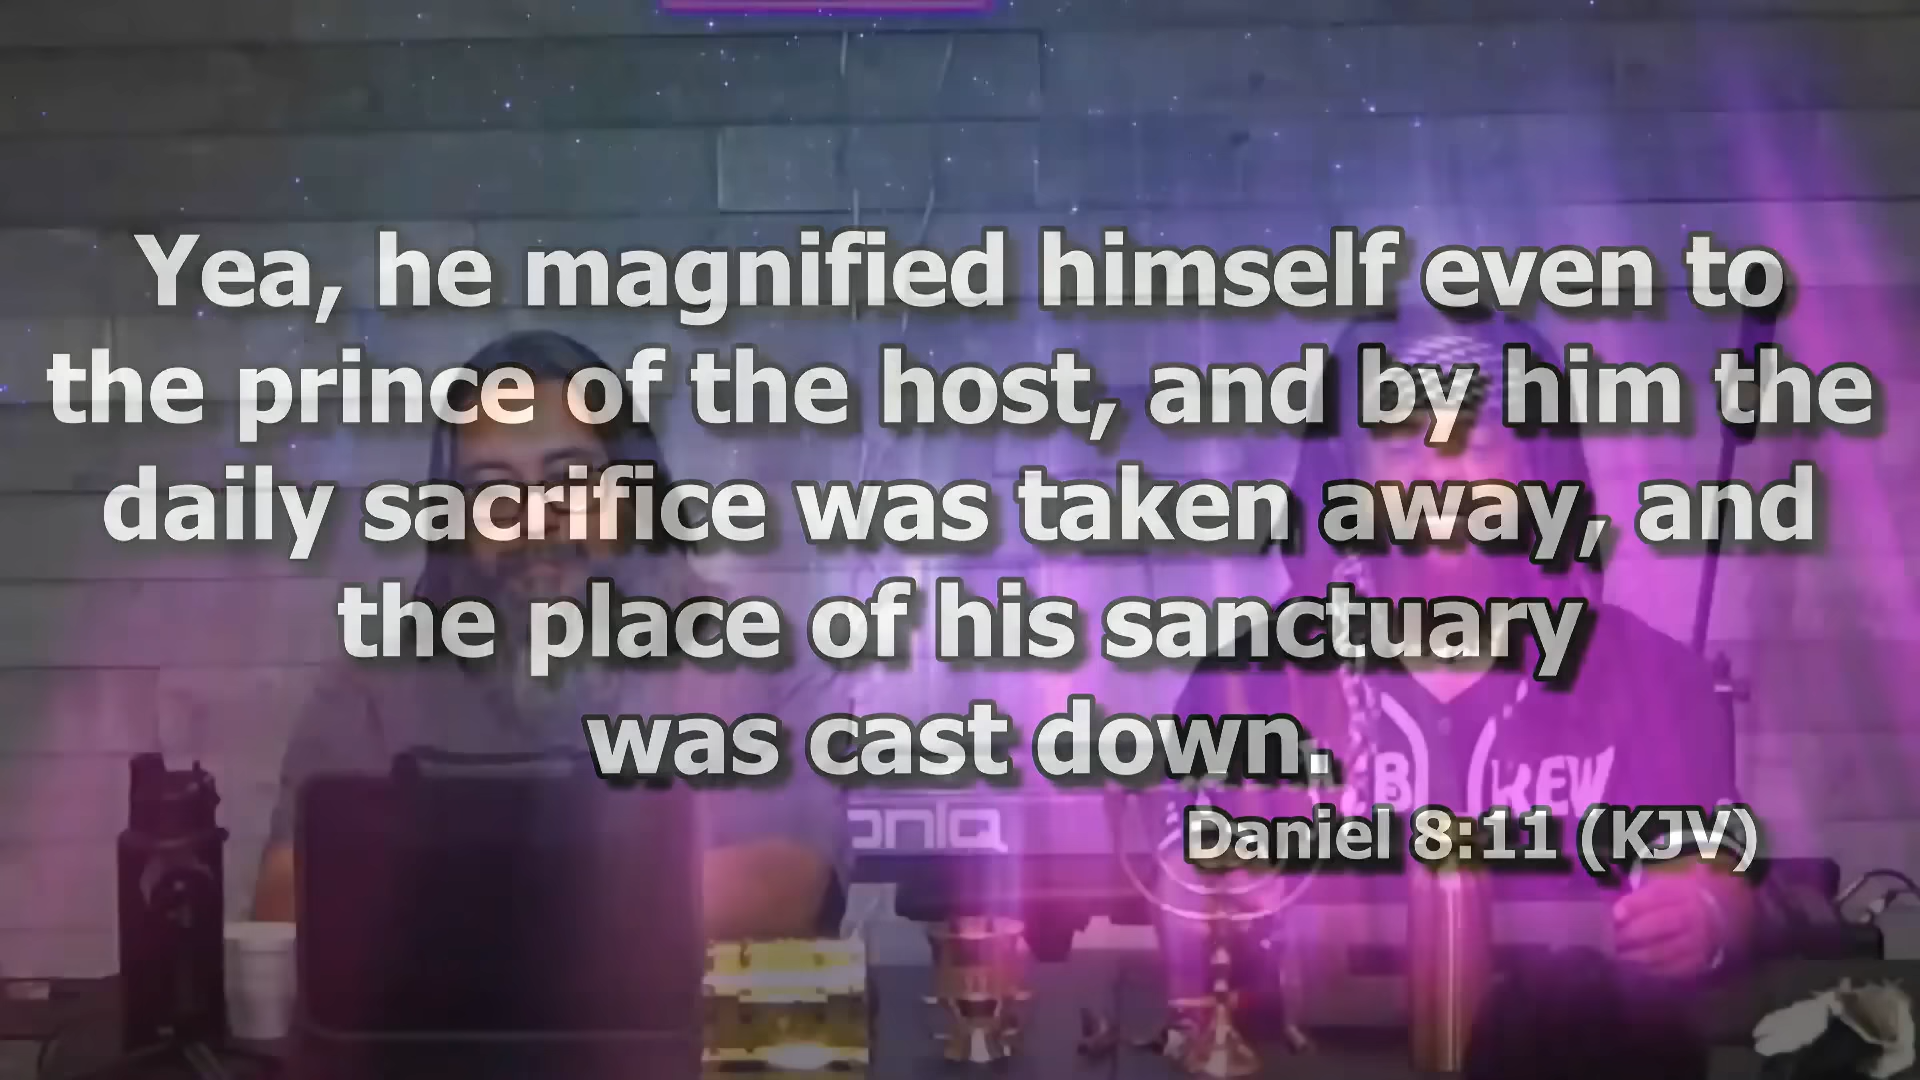 Yea, he magnified himself even to
the prince of the host, and by him the
daily sacrifice was taken away, and
the place of his sanctuary
was cast down.
Daniel 8:11 (KJV)